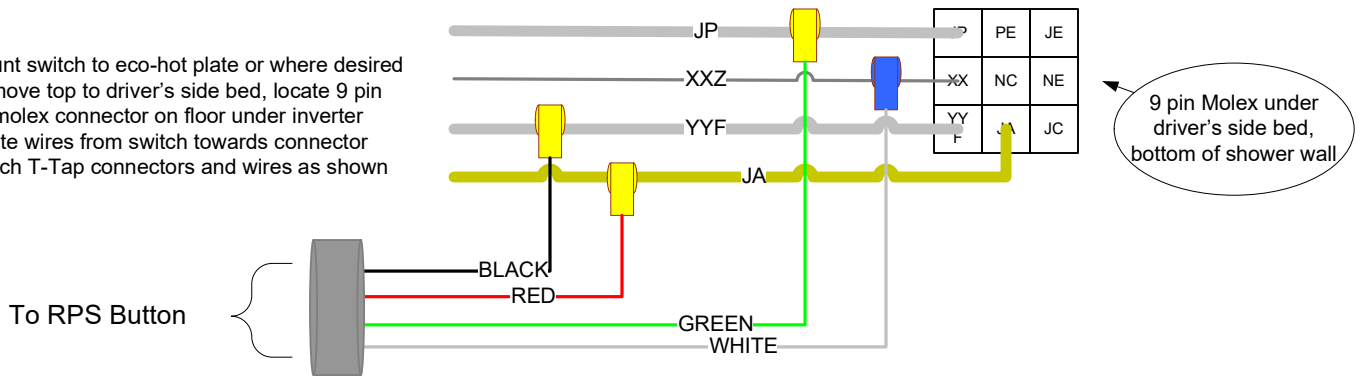 JP
XXZ
YYF
JA
unt switch to eco-hot plate or where desired
move top to driver's side bed, locate 9 pin
molex connector on floor under inverter
te wires from switch towards connector
ch T-Tap connectors and wires as shown
PE JE
XX NC NE
YY
F JA JC
9 pin Molex under
driver's side bed,
bottom of shower wall
BLACK
RED
GREEN
WHITE
To RPS Button